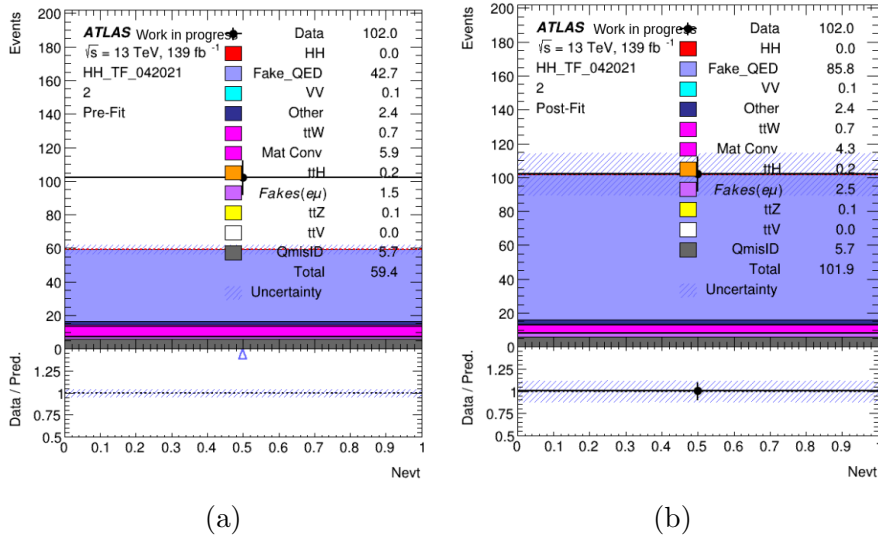 ATLAS Work in progress
√s = 13 TeV, 139 fb⁻¹
HH_TF_042021
2
Pre-Fit
Data 102.0
HH 0.0
Fake_QED 42.7
VV 0.1
Other 2.4
ttW 0.7
Mat Conv 5.9
ttH 0.2
Fakes(eμ) 1.5
ttZ 0.1
ttV 0.0
QmisID 5.7
Total 59.4
Uncertainty
Events
200
180
160
140
120
100
80
60
40
20
0
Data / Pred.
1.25
1
0.75
0.5
0 0.1 0.2 0.3 0.4 0.5 0.6 0.7 0.8 0.9 1
Nevt
(a)
ATLAS Work in progress
√s = 13 TeV, 139 fb⁻¹
HH_TF_042021
2
Post-Fit
Data 102.0
HH 0.0
Fake_QED 85.8
VV 0.1
Other 2.4
ttW 0.7
Mat Conv 4.3
ttH 0.2
Fakes(eμ) 2.5
ttZ 0.1
ttV 0.0
QmisID 5.7
Total 101.9
Uncertainty
Events
200
180
160
140
120
100
80
60
40
20
0
Data / Pred.
1.25
1
0.75
0.5
0 0.1 0.2 0.3 0.4 0.5 0.6 0.7 0.8 0.9 1
Nevt
(b)